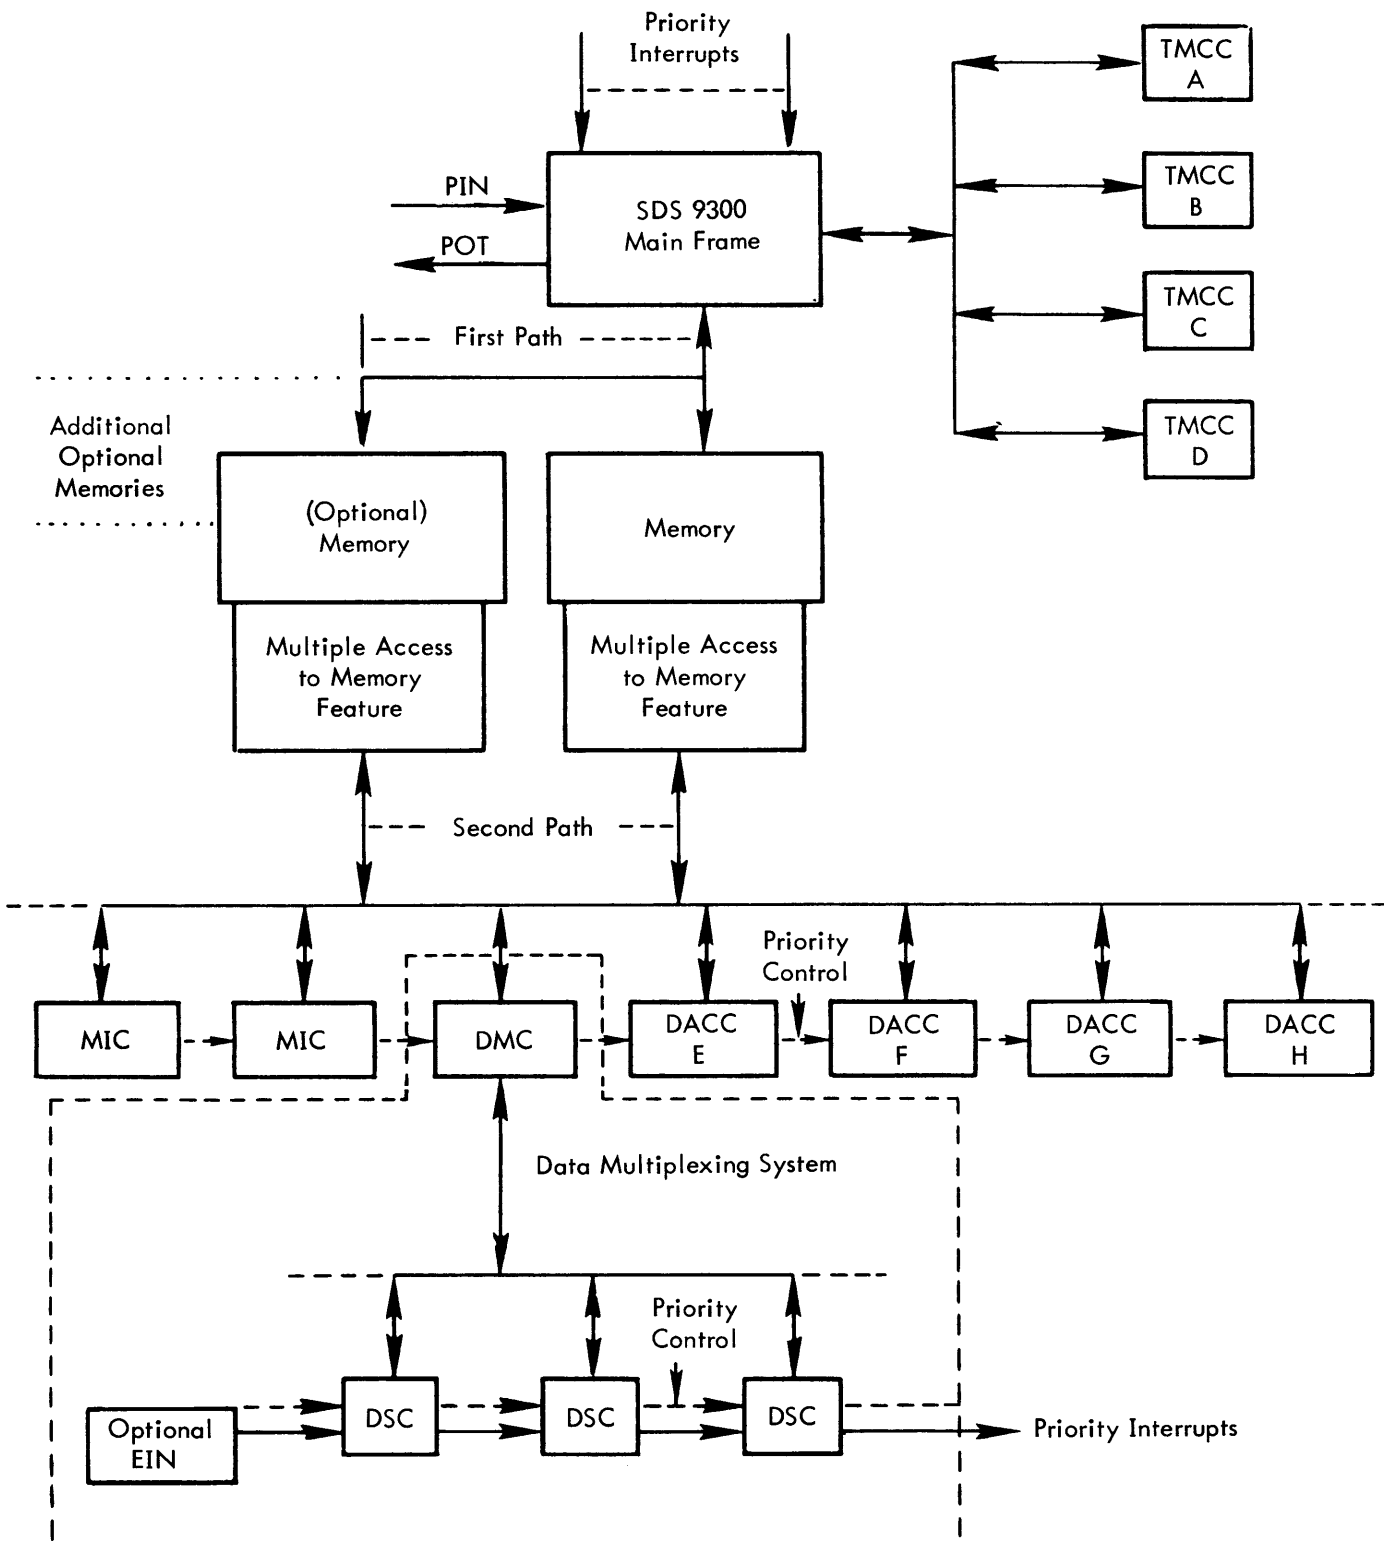 Priority
Interrupts
TMCC
A
TMCC
B
PIN
SDS 9300
Main Frame
POT
TMCC
C
First Path
TMCC
D
Additional
Optional
Memories
(Optional)
Memory
Memory
Multiple Access
to Memory
Feature
Multiple Access
to Memory
Feature
Second Path
Priority
Control
MIC
MIC
DMC
DACC
E
DACC
F
DACC
G
DACC
H
Data Multiplexing System
Priority
Control
Optional
EIN
DSC
DSC
DSC
Priority Interrupts